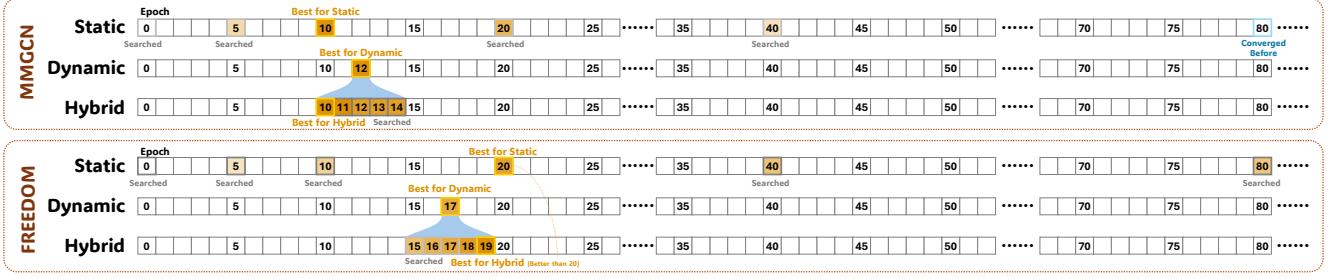 MMGCN
Epoch Best for Static
Static 0 5 10 15 20 25 •••••• 35 40 45 50 •••••• 70 75 80 ••••••
Searched Searched Searched Searched Converged Before
Best for Dynamic
Dynamic 0 5 10 12 15 20 25 •••••• 35 40 45 50 •••••• 70 75 80 ••••••
Hybrid 0 5 10 11 12 13 14 15 20 25 •••••• 35 40 45 50 •••••• 70 75 80 ••••••
Best for Hybrid Searched
FREEDOM
Epoch Best for Static
Static 0 5 10 15 20 25 •••••• 35 40 45 50 •••••• 70 75 80 ••••••
Searched Searched Searched Searched Searched
Best for Dynamic
Dynamic 0 5 10 15 17 20 25 •••••• 35 40 45 50 •••••• 70 75 80 ••••••
Hybrid 0 5 10 15 16 17 18 19 20 25 •••••• 35 40 45 50 •••••• 70 75 80 ••••••
Searched Best for Hybrid (Better than 20)